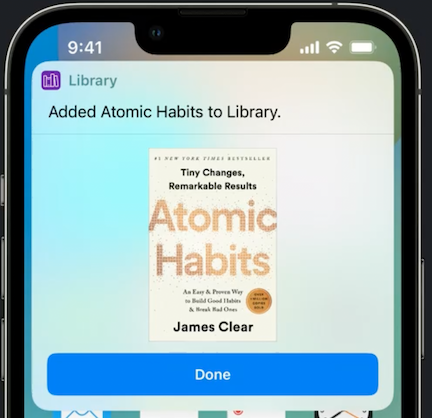 9:41
Library
Added Atomic Habits to Library.
#1 NEW YORK TIMES BESTSELLER
Tiny Changes,
Remarkable Results
Atomic
Habits
An Easy & Proven Way
to Build Good Habits
& Break Bad Ones
James Clear
Done